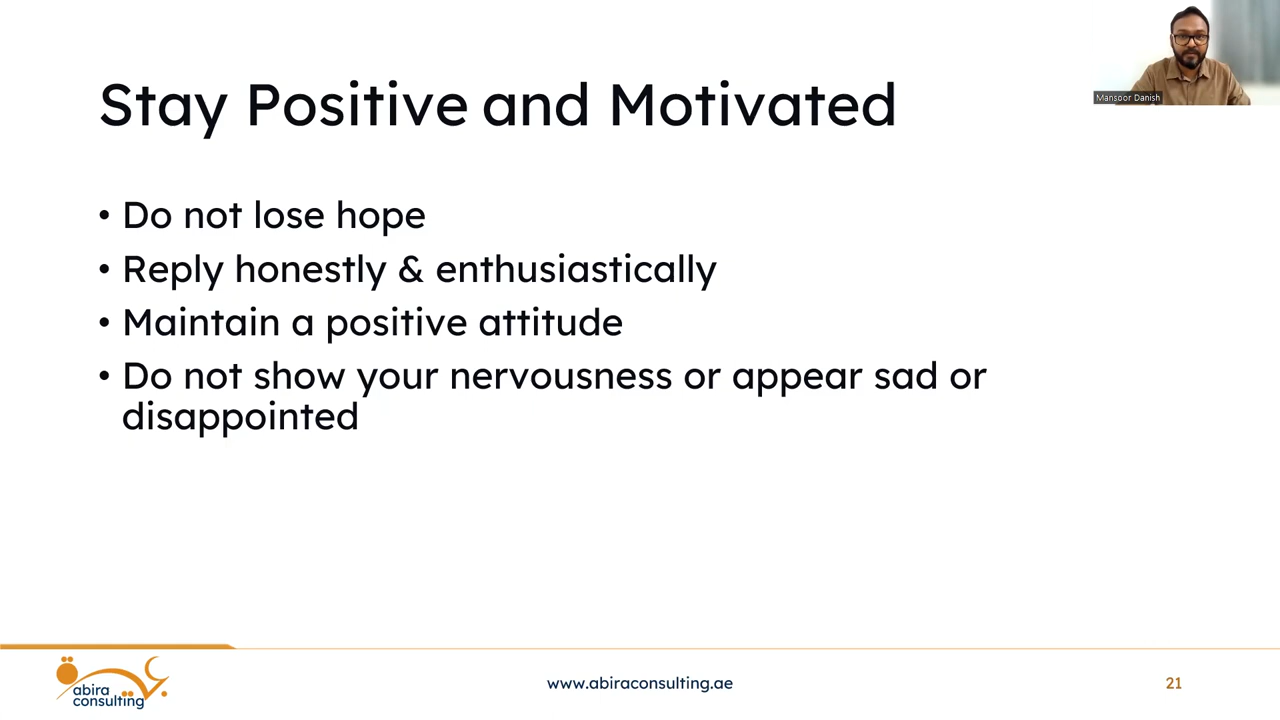 Mansoor Danish
Stay Positive and Motivated
• Do not lose hope
• Reply honestly & enthusiastically
• Maintain a positive attitude
• Do not show your nervousness or appear sad or
disappointed
abira
consulting
www.abiraconsulting.ae
21